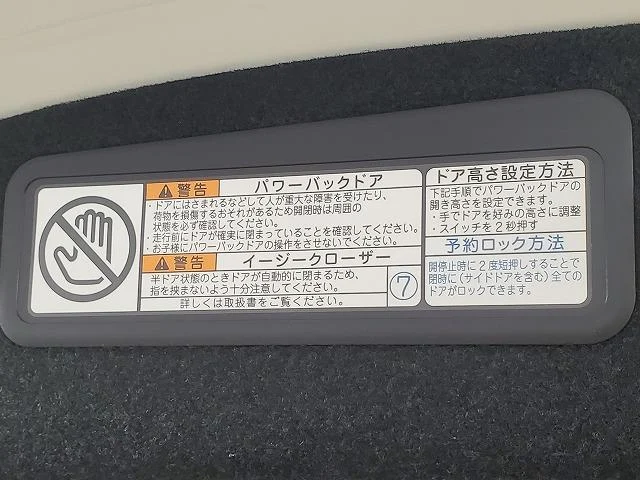 警告 パワーバックドア
・ドアにはさまれるなどして人が重大な障害を受けたり、
荷物を損傷するおそれがあるため開閉時は周囲の
状態を必ず確認してください。
・走行前にドアが確実に閉まっていることを確認してください。
・お子様にパワーバックドアの操作をさせないでください。
警告 イージークローザー
半ドア状態のときドアが自動的に閉まるため、
指を挟まないよう十分注意してください。
⑦
詳しくは取扱書をご覧ください。
ドア高さ設定方法
下記手順でパワーバックドアの
開き高さを設定できます。
・手でドアを好みの高さに調整
・スイッチを2秒押す
予約ロック方法
開停止時に2度短押しすることで
閉時に(サイドドアを含む)全ての
ドアがロックできます。